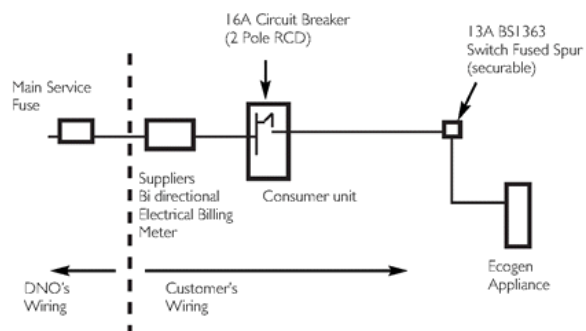 16A Circuit Breaker
(2 Pole RCD)
13A BS1363
Switch Fused Spur
(securable)
Main Service
Fuse
Suppliers
Bi directional
Electrical Billing
Meter
Consumer unit
Ecogen
Appliance
DNO's
Wiring
Customer's
Wiring